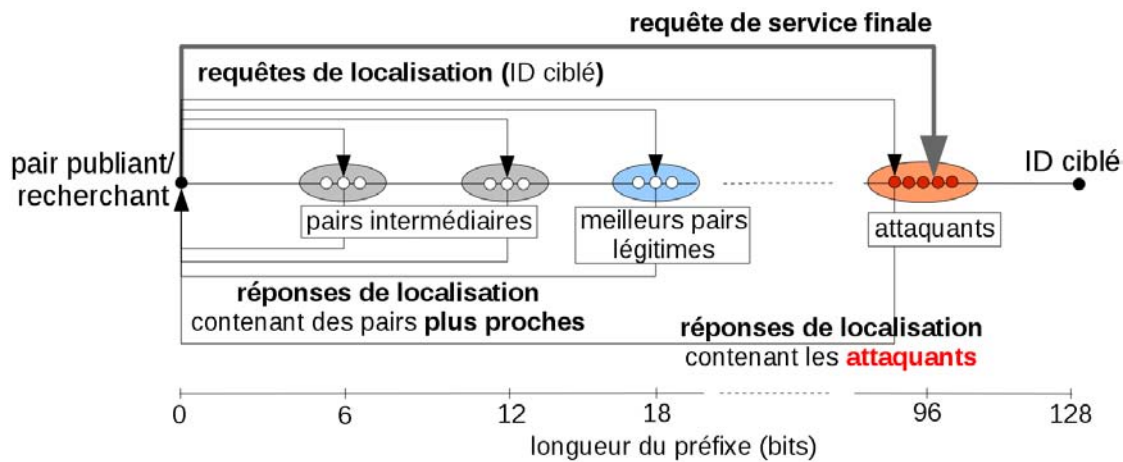 requête de service finale
requêtes de localisation (ID ciblé)
pair publiant/
recherchant
ID ciblé
pairs intermédiaires
meilleurs pairs
légitimes
attaquants
réponses de localisation
contenant des pairs plus proches
réponses de localisation
contenant les attaquants
0 6 12 18 96 128
longueur du préfixe (bits)